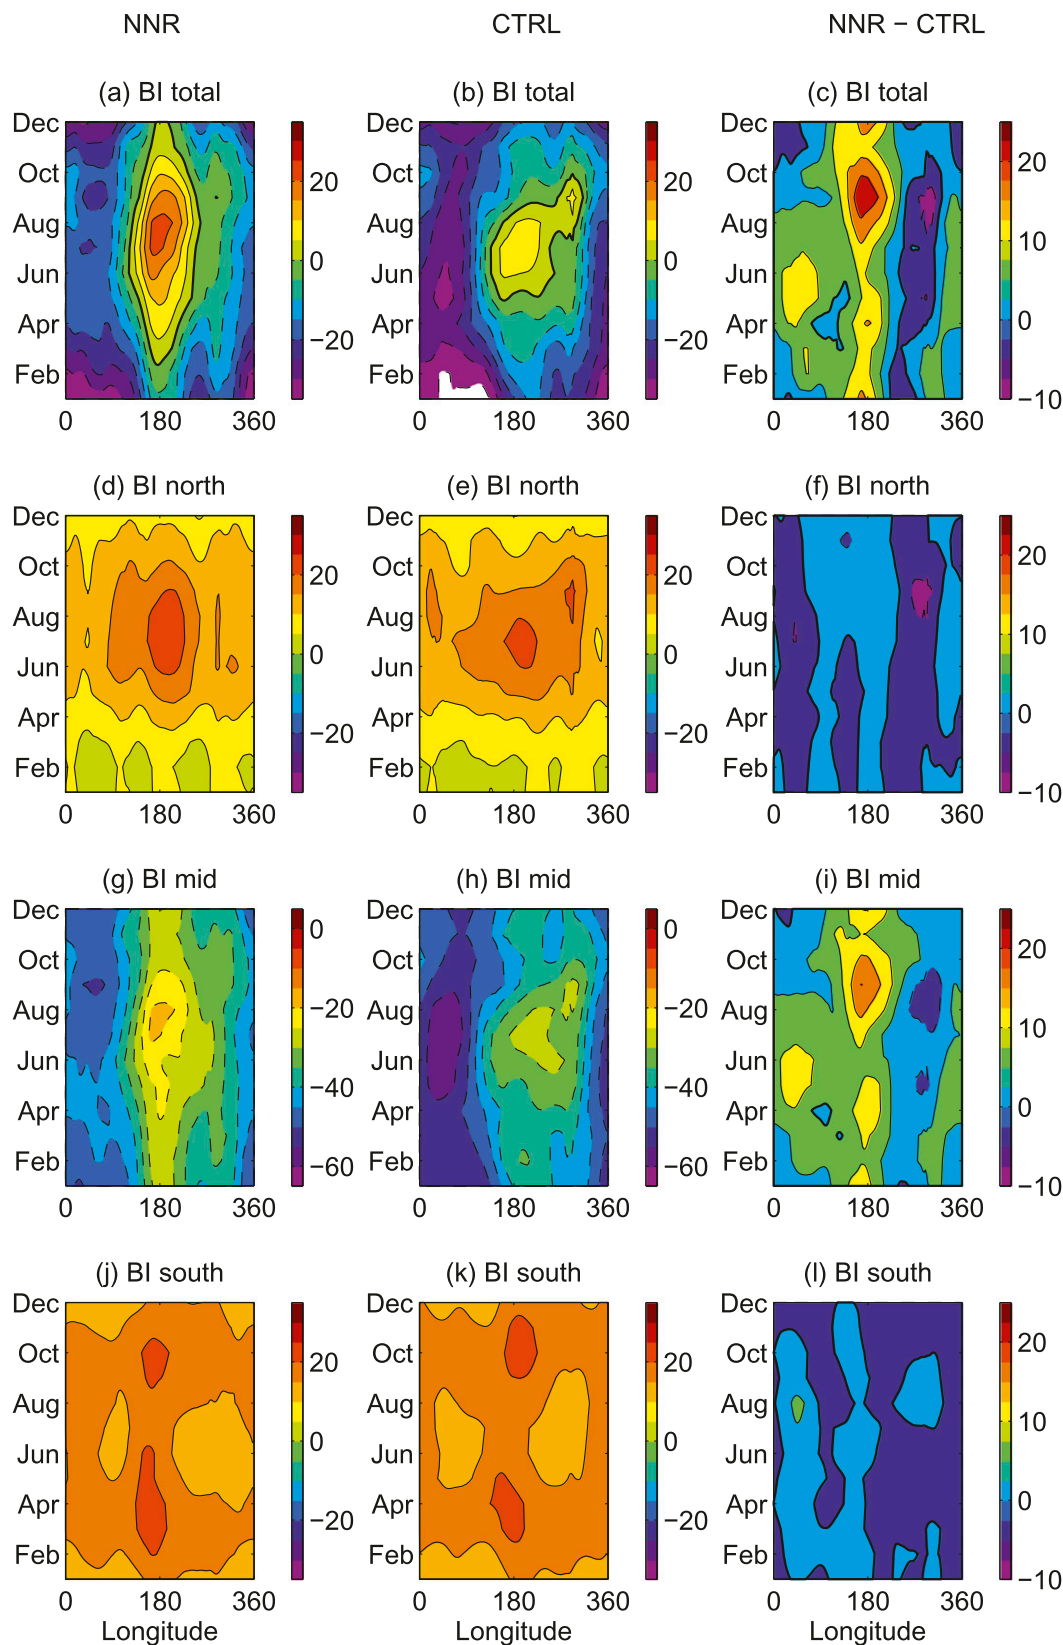 NNR CTRL NNR − CTRL
(a) BI total (b) BI total (c) BI total
Dec Dec Dec
Oct 20 Oct 20 Oct 20
Aug Aug Aug
Jun 0 Jun 0 Jun 10
Apr −20 Apr −20 Apr 0
Feb Feb Feb −10
0 180 360 0 180 360 0 180 360
(d) BI north (e) BI north (f) BI north
Dec Dec Dec
Oct 20 Oct 20 Oct 20
Aug Aug Aug
Jun 0 Jun 0 Jun 10
Apr −20 Apr −20 Apr 0
Feb Feb Feb −10
0 180 360 0 180 360 0 180 360
(g) BI mid (h) BI mid (i) BI mid
Dec 0 Dec 0 Dec
Oct Oct Oct 20
Aug −20 Aug −20 Aug
Jun −40 Jun −40 Jun 10
Apr Apr Apr 0
Feb −60 Feb −60 Feb −10
0 180 360 0 180 360 0 180 360
(j) BI south (k) BI south (l) BI south
Dec Dec Dec
Oct 20 Oct 20 Oct 20
Aug Aug Aug
Jun 0 Jun 0 Jun 10
Apr −20 Apr −20 Apr 0
Feb Feb Feb −10
0 180 360 0 180 360 0 180 360
Longitude Longitude Longitude